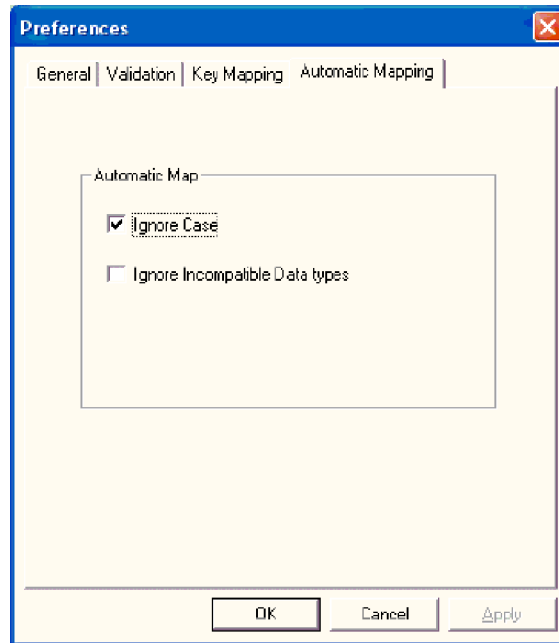 Preferences
General Validation Key Mapping Automatic Mapping
Automatic Map
Ignore Case
Ignore Incompatible Data types
OK Cancel Apply